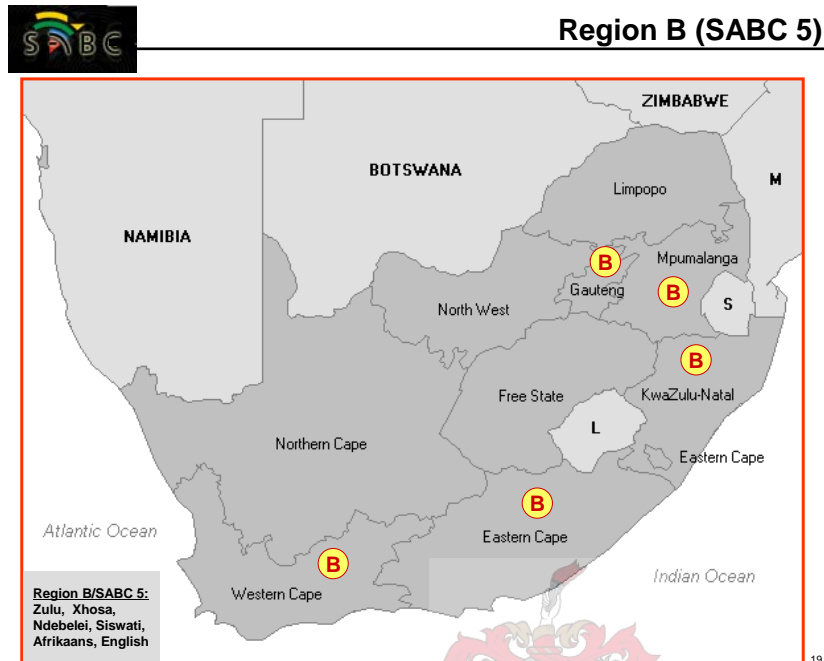 SABC
Region B (SABC 5)
ZIMBABWE
BOTSWANA
M
Limpopo
NAMIBIA
B
Mpumalanga
Gauteng
B
S
North West
B
Free State
KwaZulu-Natal
L
Northern Cape
Eastern Cape
B
Atlantic Ocean
Eastern Cape
B
Indian Ocean
Western Cape
Region B/SABC 5:
Zulu, Xhosa,
Ndebelei, Siswati,
Afrikaans, English
19